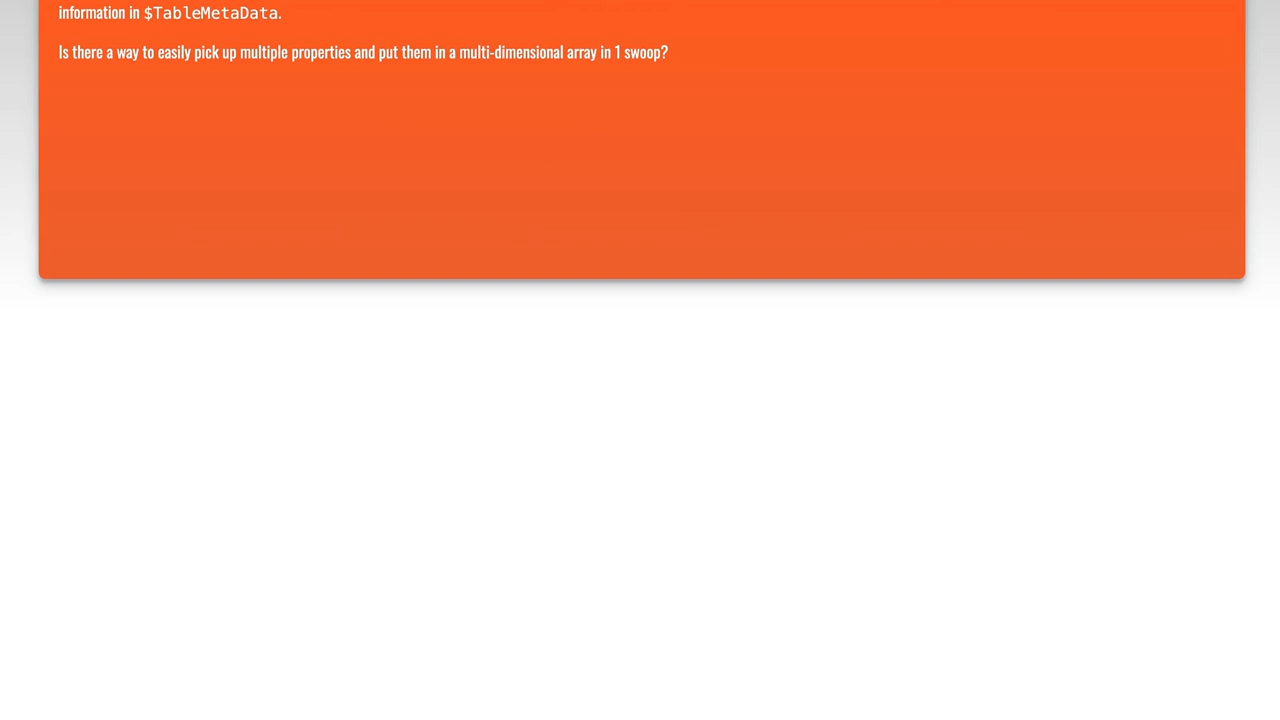 information in $TableMetaData.
Is there a way to easily pick up multiple properties and put them in a multi-dimensional array in 1 swoop?